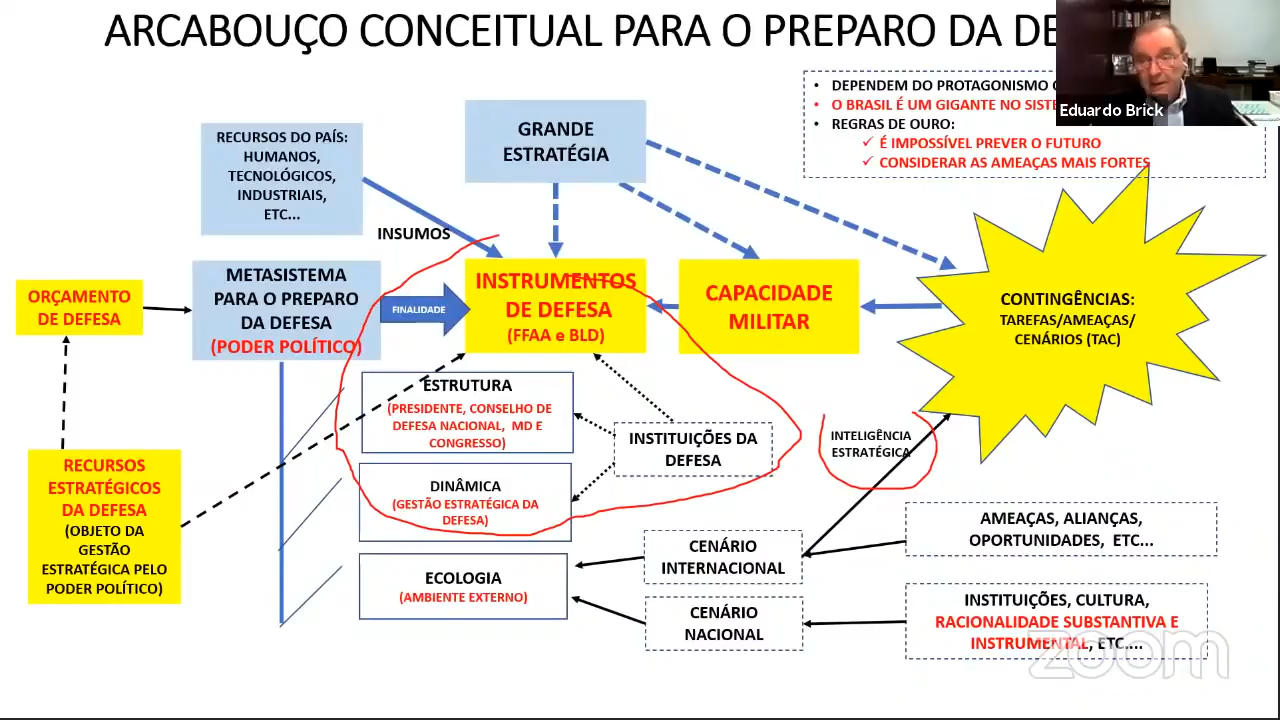 ARCABOUÇO CONCEITUAL PARA O PREPARO DA DE
Eduardo Brick
DEPENDEM DO PROTAGONISMO
O BRASIL É UM GIGANTE NO SIST
REGRAS DE OURO:
É IMPOSSÍVEL PREVER O FUTURO
CONSIDERAR AS AMEAÇAS MAIS FORTES
GRANDE
ESTRATÉGIA
RECURSOS DO PAÍS:
HUMANOS,
TECNOLÓGICOS,
INDUSTRIAIS,
ETC...
INSUMOS
ORÇAMENTO
DE DEFESA
METASISTEMA
PARA O PREPARO
DA DEFESA
(PODER POLÍTICO)
FINALIDADE
INSTRUMENTOS
DE DEFESA
(FFAA e BLD)
CAPACIDADE
MILITAR
CONTINGÊNCIAS:
TAREFAS/AMEAÇAS/
CENÁRIOS (TAC)
ESTRUTURA
(PRESIDENTE, CONSELHO DE
DEFESA NACIONAL, MD E
CONGRESSO)
INSTITUIÇÕES DA
DEFESA
INTELIGÊNCIA
ESTRATÉGICA
RECURSOS
ESTRATÉGICOS
DA DEFESA
(OBJETO DA
GESTÃO
ESTRATÉGICA PELO
PODER POLÍTICO)
DINÂMICA
(GESTÃO ESTRATÉGICA DA
DEFESA)
ECOLOGIA
(AMBIENTE EXTERNO)
CENÁRIO
INTERNACIONAL
AMEAÇAS, ALIANÇAS,
OPORTUNIDADES, ETC...
CENÁRIO
NACIONAL
INSTITUIÇÕES, CULTURA,
RACIONALIDADE SUBSTANTIVA E
INSTRUMENTAL, ETC....
zoom